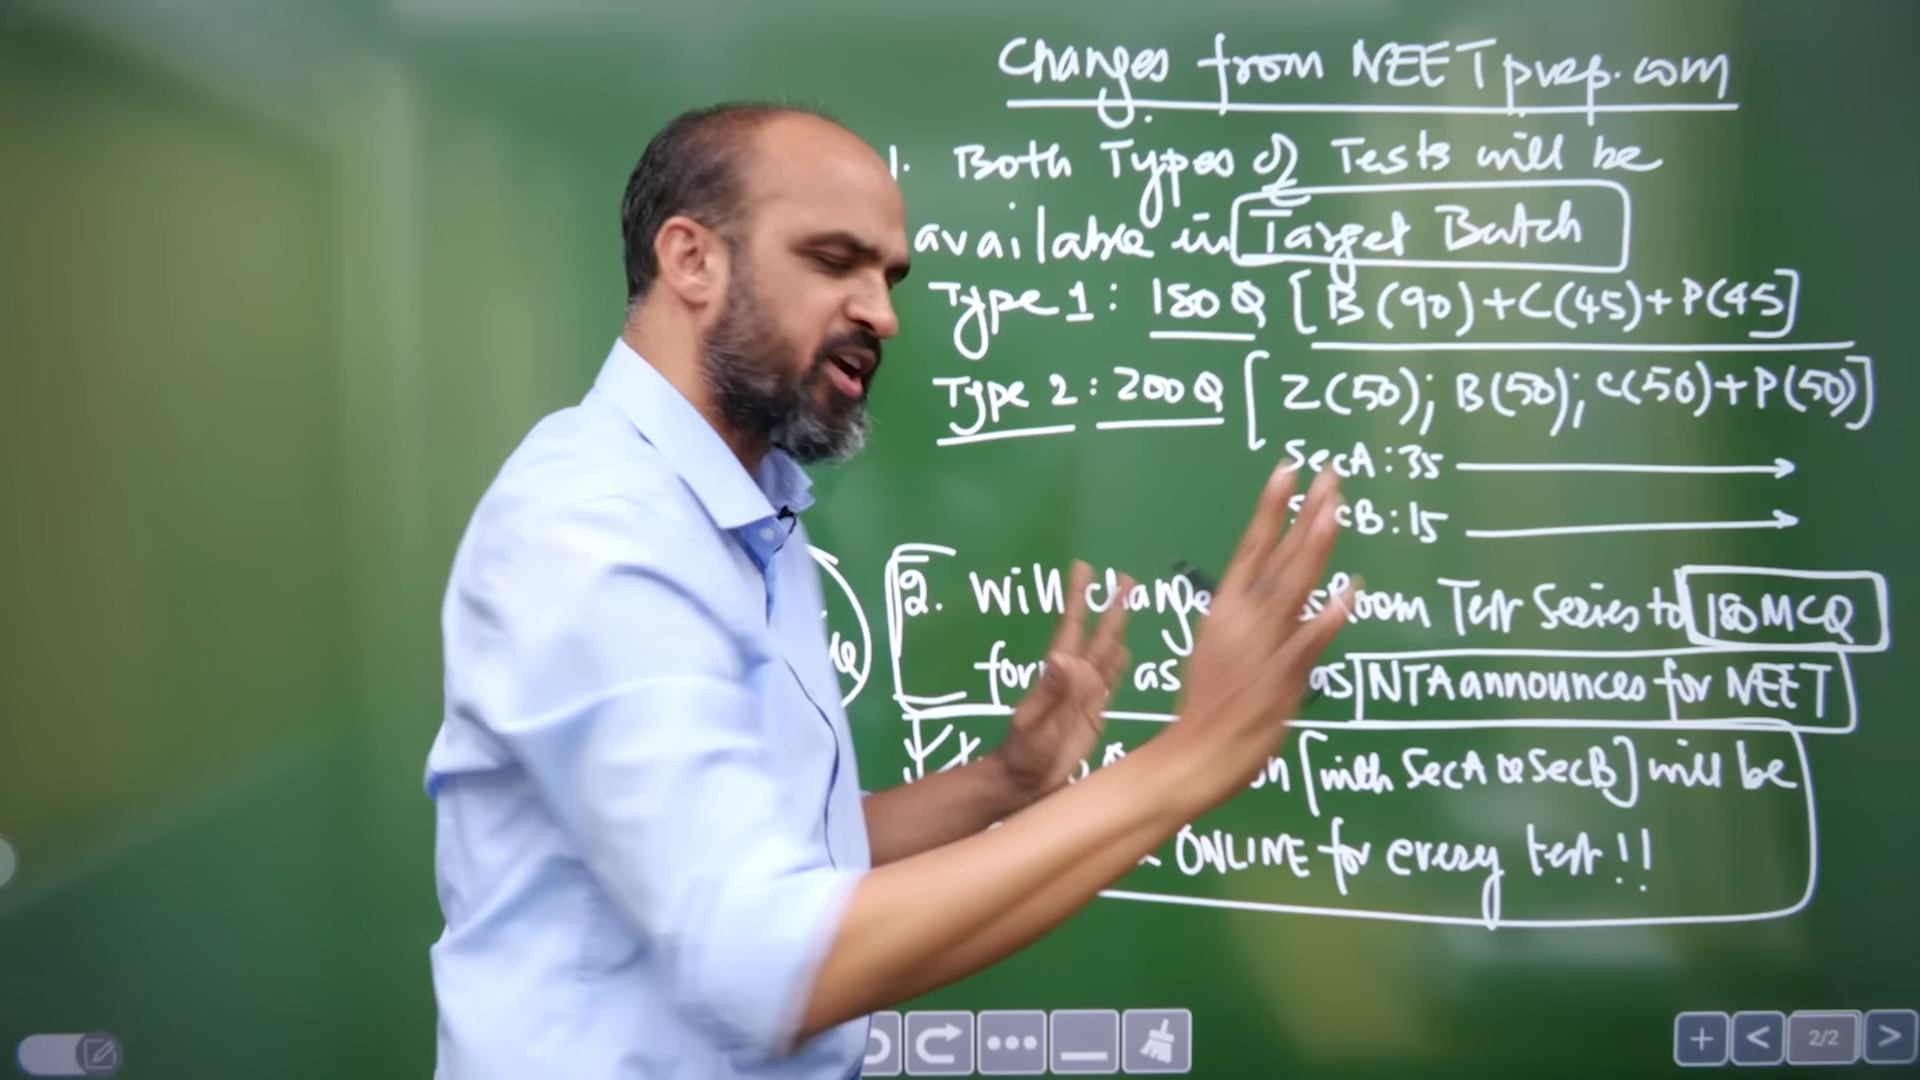 Changes from NEETprep.com
1. Both Types of Tests will be
available in Target Batch
Type 1: 180 Q [B (90) + C(45) + P(45]
Type 2: 200 Q [Z(50); B(50); C(50) + P(50)]
SecA: 35
SecB: 15
2. Will change Room Test Series to 180 MCQ
as as NTA announces for NEET
[with SecA & SecB] will be
ONLINE for every test!!
2/2